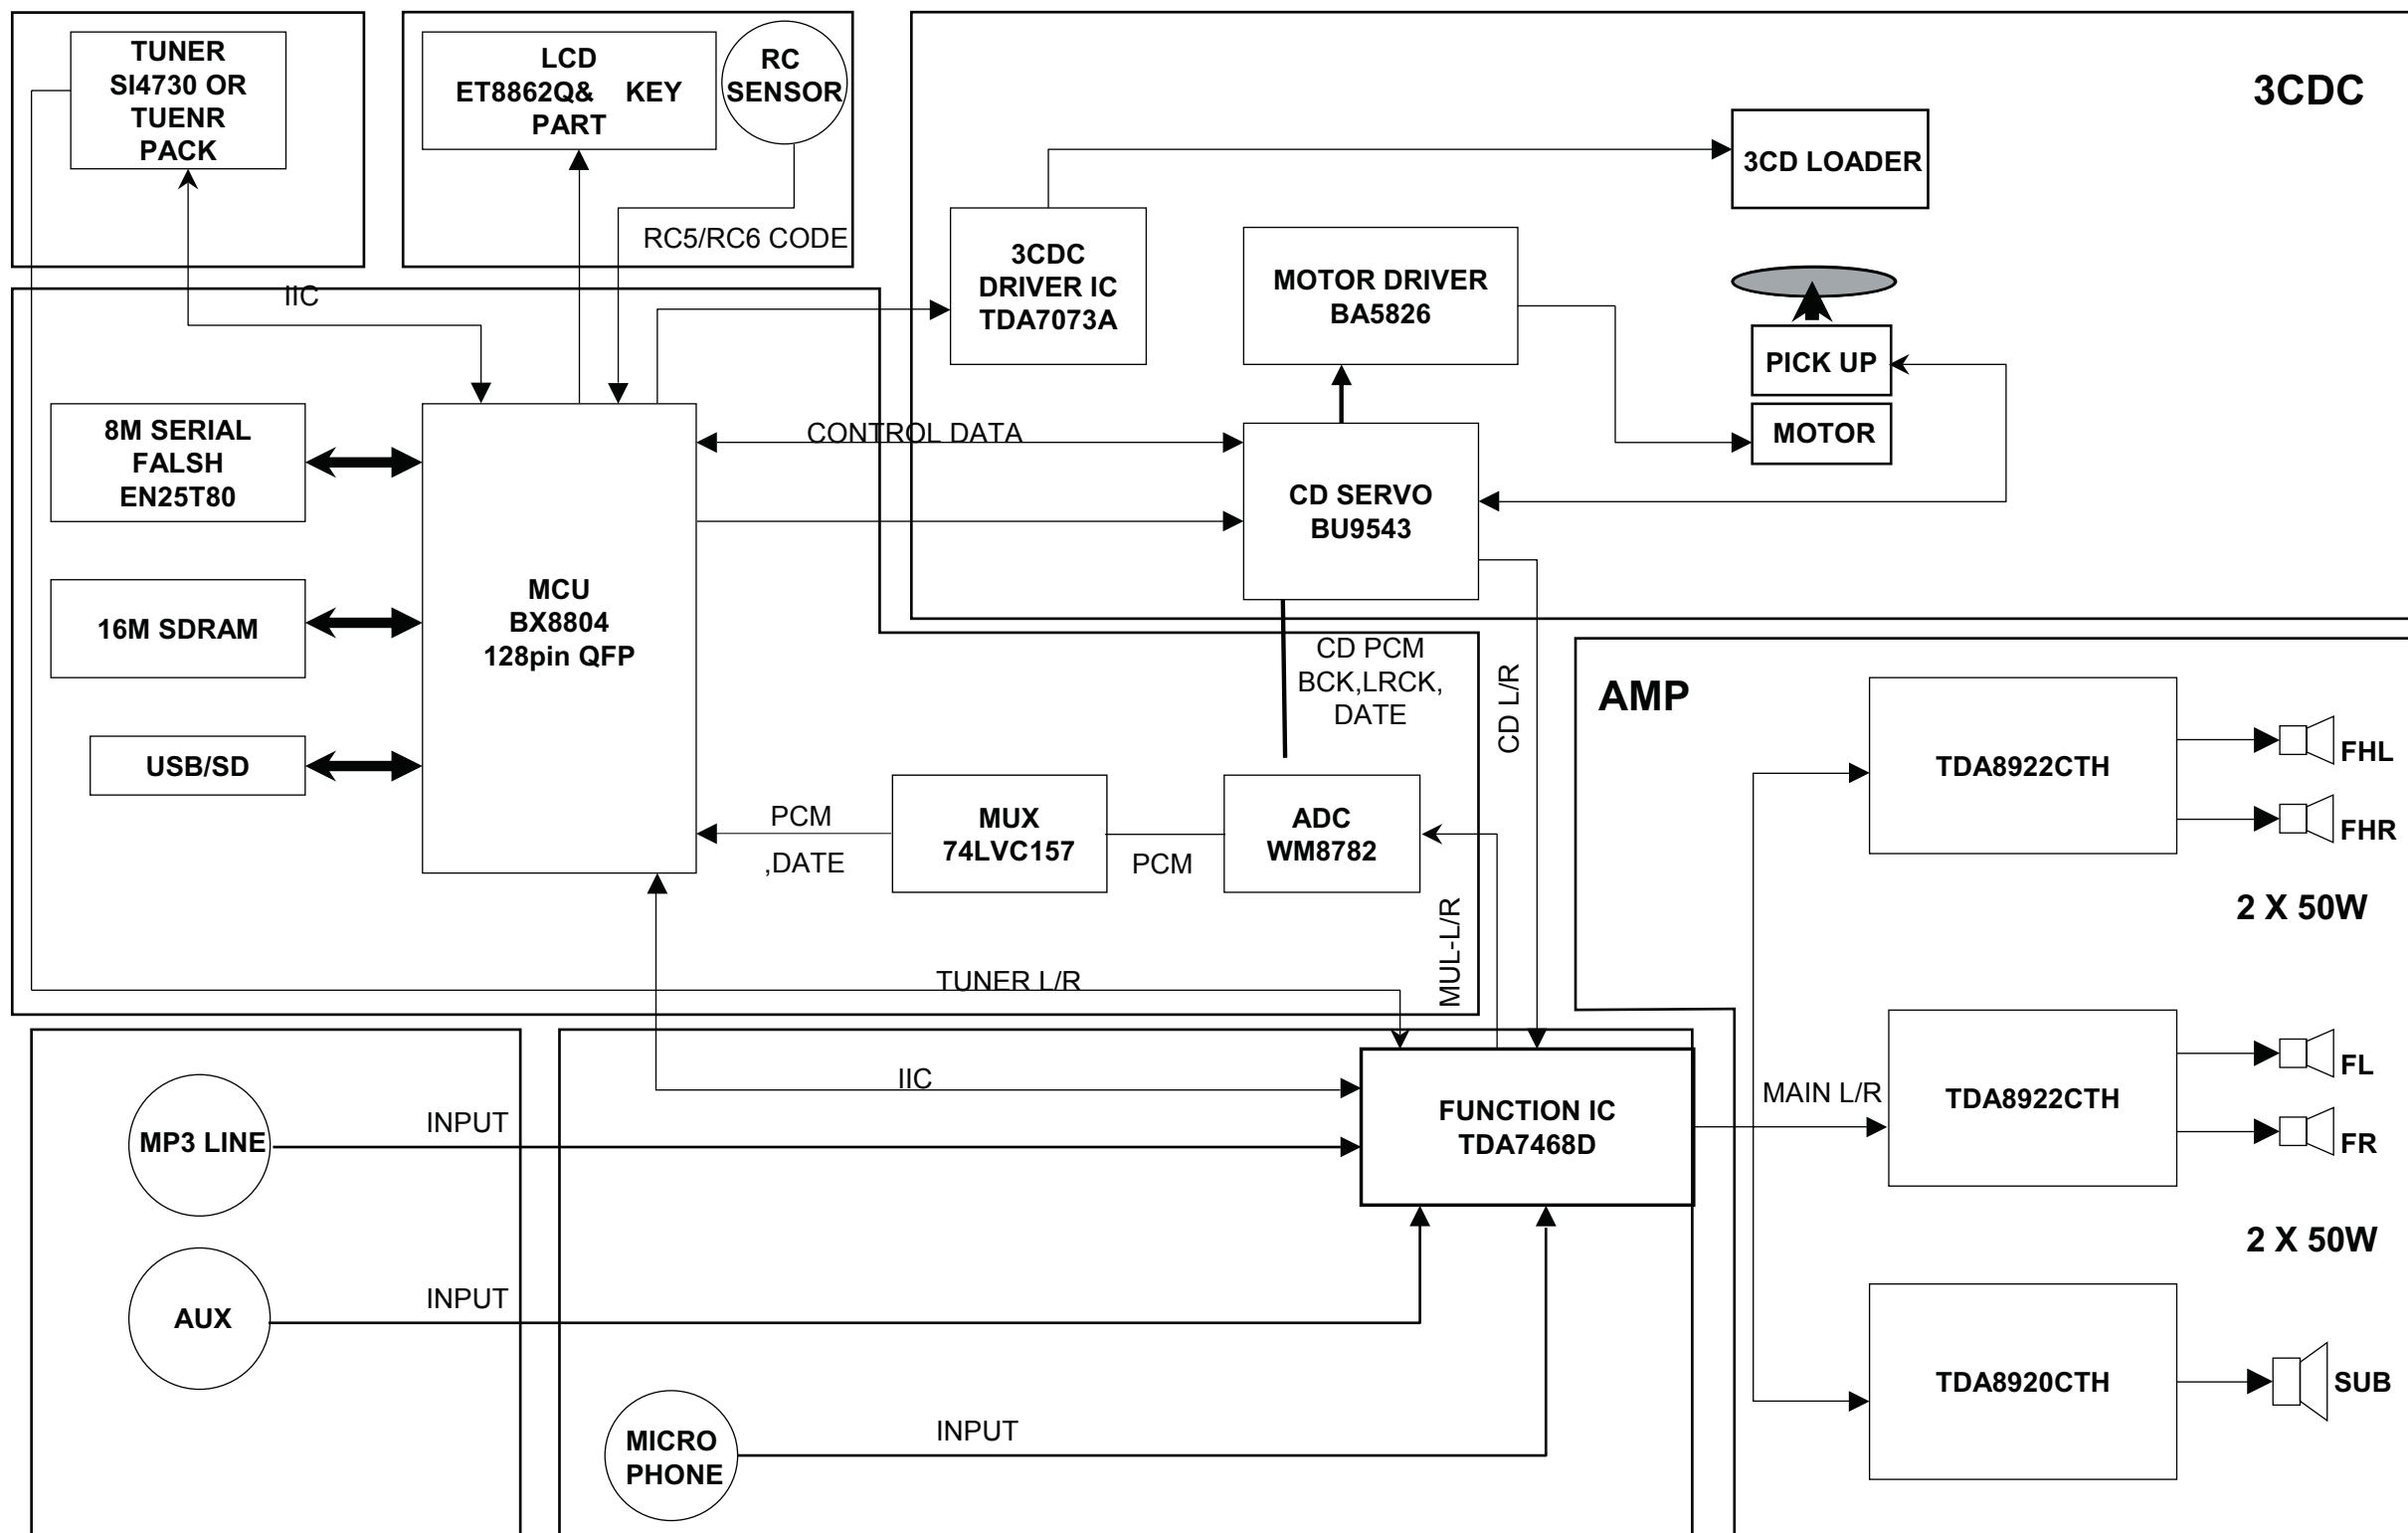 TUNER
SI4730 OR
TUENR
PACK
LCD
ET8862Q& KEY
PART
RC
SENSOR
RC5/RC6 CODE
3CDC
3CD LOADER
3CDC
DRIVER IC
TDA7073A
MOTOR DRIVER
BA5826
PICK UP
MOTOR
IIC
8M SERIAL
FALSH
EN25T80
16M SDRAM
USB/SD
MCU
BX8804
128pin QFP
CONTROL DATA
CD SERVO
BU9543
CD PCM
BCK,LRCK,
DATE
CD L/R
PCM
,DATE
MUX
74LVC157
PCM
ADC
WM8782
MUL-L/R
TUNER L/R
AMP
TDA8922CTH
FHL
FHR
2 X 50W
MAIN L/R
TDA8922CTH
FL
FR
2 X 50W
TDA8920CTH
SUB
IIC
FUNCTION IC
TDA7468D
MP3 LINE
INPUT
AUX
INPUT
MICRO
PHONE
INPUT